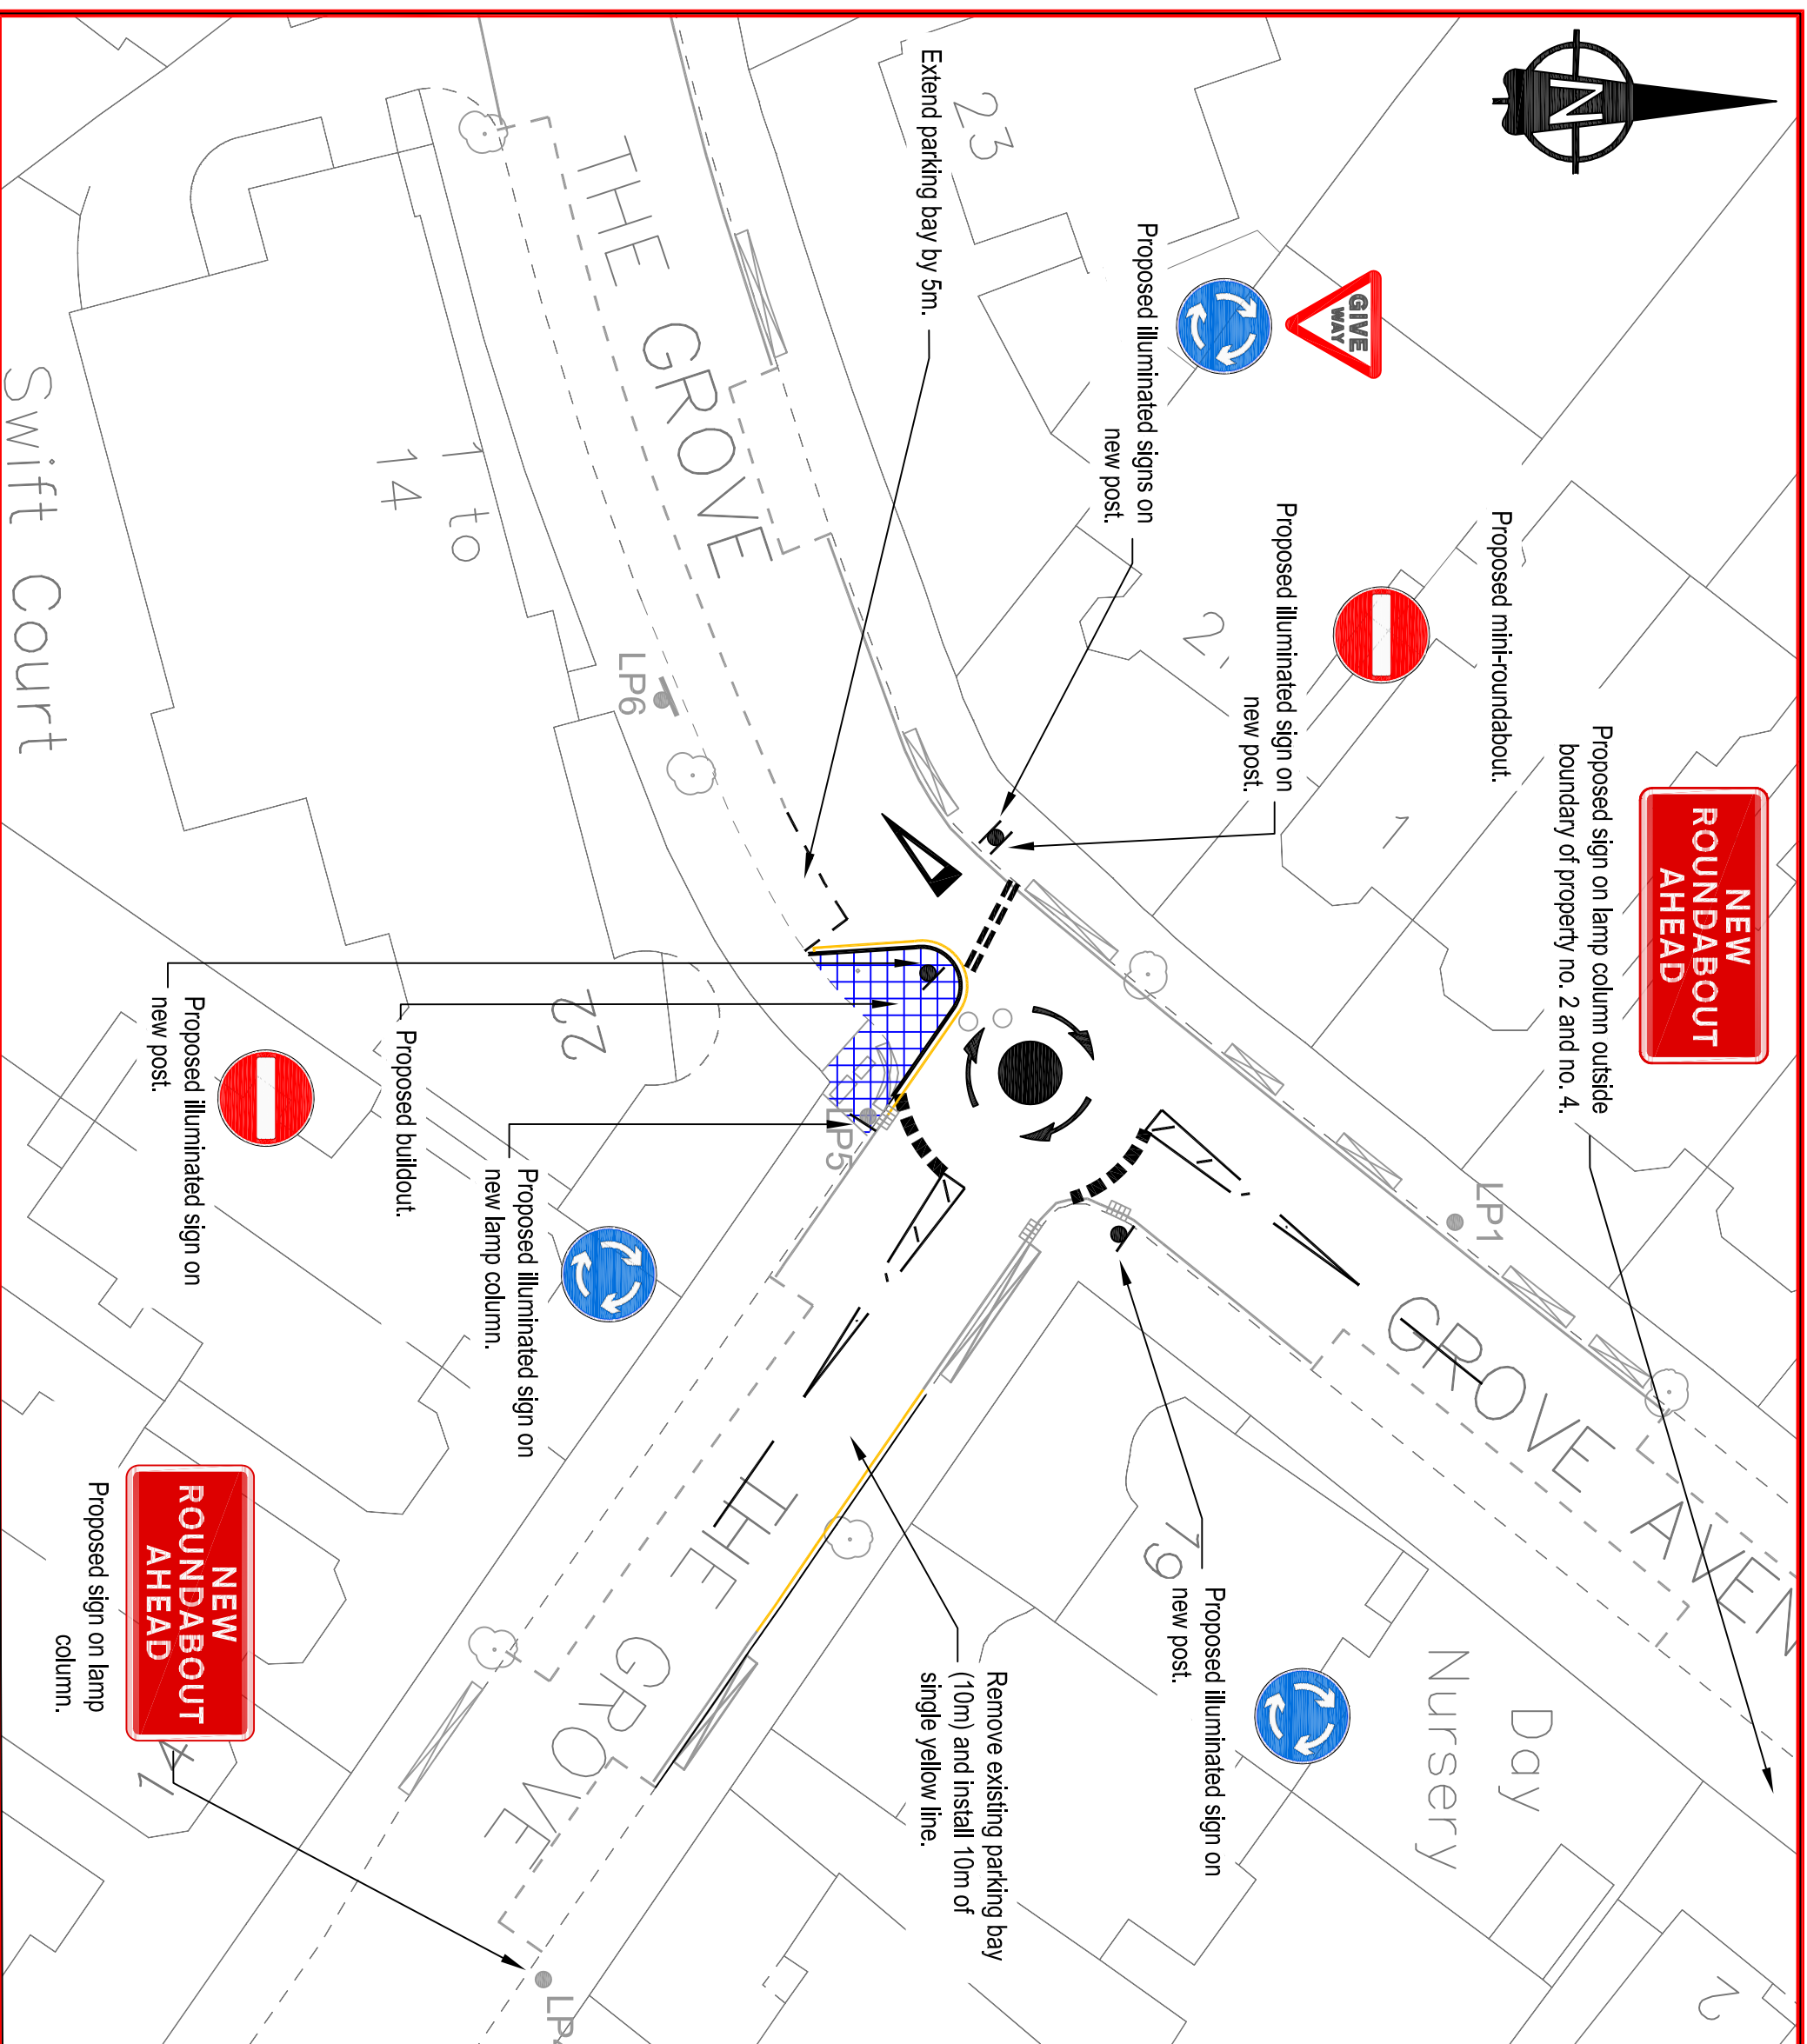 N
NEW
ROUNDABOUT
AHEAD
Proposed sign on lamp column outside
boundary of property no. 2 and no. 4.
Proposed mini-roundabout.
GIVE
WAY
Proposed illuminated sign on
new post.
Proposed illuminated signs on
new post.
Extend parking bay by 5m.
23
1
2
LP1
GROVE AVEN
Day
Nursery
Proposed illuminated sign on
new post.
Remove existing parking bay
(10m) and install 10m of
single yellow line.
THE GROVE
LP6
LP5
THE GROVE
22
1 to
14
Swift Court
LP
Proposed illuminated sign on
new lamp column.
Proposed buildout.
Proposed illuminated sign on
new post.
41
NEW
ROUNDABOUT
AHEAD
Proposed sign on lamp
column.